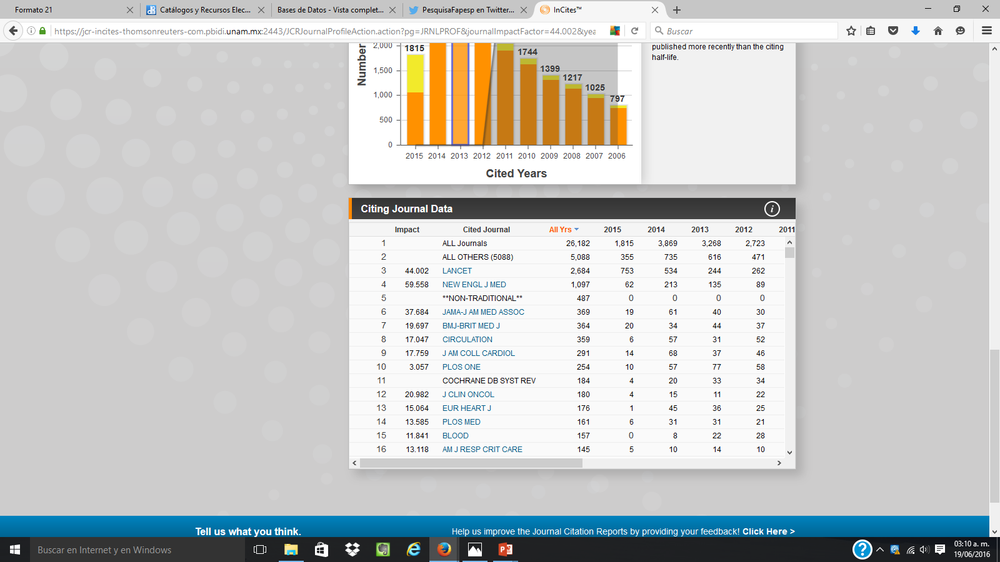 Formato 21
Catálogos y Recursos Elec...
Bases de Datos - Vista complet...
PesquisaFapesp en Twitter...
InCites™
https://jcr-incites-thomsonreuters-com.pbidi.unam.mx:2443/JCRJournalProfileAction.action?pg=JRNLPROF&journalImpactFactor=44.002&yea
Buscar
published more recently than the citing
half-life.
Number
2,000
1,500
1,000
500
0
1815
1744
1399
1217
1025
797
2015 2014 2013 2012 2011 2010 2009 2008 2007 2006
Cited Years
Citing Journal Data
Impact Cited Journal All Yrs 2015 2014 2013 2012 2011
1 ALL Journals 26,182 1,815 3,869 3,268 2,723
2 ALL OTHERS (5088) 5,088 355 735 616 471
3 44.002 LANCET 2,684 753 534 244 262
4 59.558 NEW ENGL J MED 1,097 62 213 135 89
5 **NON-TRADITIONAL** 487 0 0 0 0
6 37.684 JAMA-J AM MED ASSOC 369 19 61 40 30
7 19.697 BMJ-BRIT MED J 364 20 34 44 37
8 17.047 CIRCULATION 359 6 57 31 52
9 17.759 J AM COLL CARDIOL 291 14 68 37 46
10 3.057 PLOS ONE 254 10 57 77 58
11 COCHRANE DB SYST REV 184 4 20 33 34
12 20.982 J CLIN ONCOL 180 4 15 11 22
13 15.064 EUR HEART J 176 1 45 36 25
14 13.585 PLOS MED 161 6 31 31 21
15 11.841 BLOOD 157 0 8 22 28
16 13.118 AM J RESP CRIT CARE 145 5 10 14 10
Tell us what you think.
Help us improve the Journal Citation Reports by providing your feedback! Click Here >
Buscar en Internet y en Windows
03:10 a. m.
19/06/2016